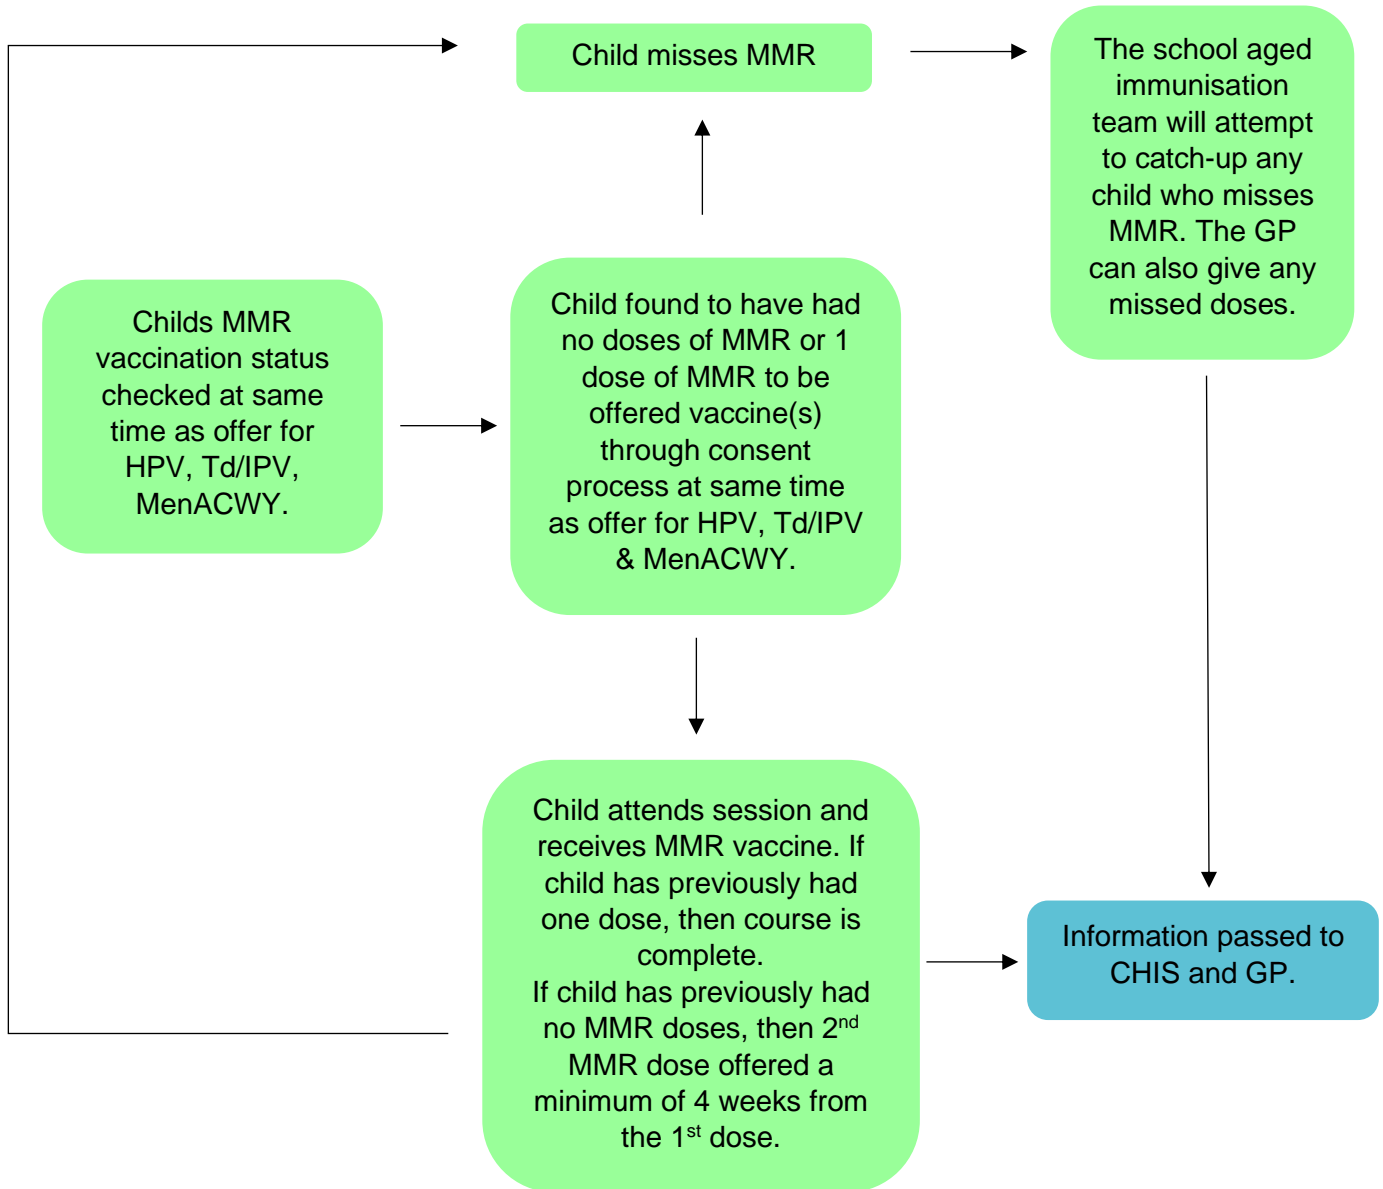 Child misses MMR
The school aged
immunisation
team will attempt
to catch-up any
child who misses
MMR. The GP
can also give any
missed doses.
Childs MMR
vaccination status
checked at same
time as offer for
HPV, Td/IPV,
MenACWY.
Child found to have had
no doses of MMR or 1
dose of MMR to be
offered vaccine(s)
through consent
process at same time
as offer for HPV, Td/IPV
& MenACWY.
Child attends session and
receives MMR vaccine. If
child has previously had
one dose, then course is
complete.
If child has previously had
no MMR doses, then 2nd
MMR dose offered a
minimum of 4 weeks from
the 1st dose.
Information passed to
CHIS and GP.